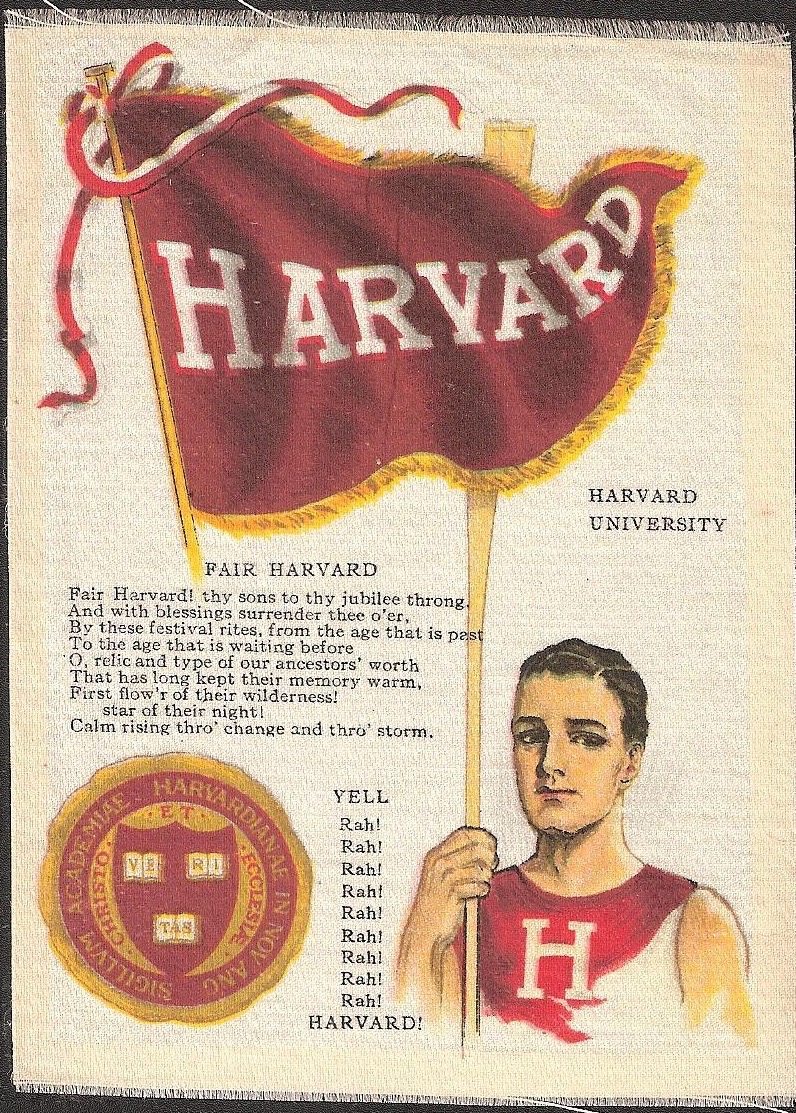 HARVARD
HARVARD
UNIVERSITY
FAIR HARVARD
Fair Harvard! thy sons to thy jubilee throng,
And with blessings surrender thee o'er,
By these festival rites, from the age that is past
To the age that is waiting before
O, relic and type of our ancestors' worth
That has long kept their memory warm,
First flow'r of their wilderness!
star of their night!
Calm rising thro' change and thro' storm.
SIGILLVM ACADEMIAE HARVARDIANAE IN NOV ANG
CHRISTO ET ECCLESIÆ
VE RI
TAS
YELL
Rah!
Rah!
Rah!
Rah!
Rah!
Rah!
Rah!
Rah!
Rah!
HARVARD!
H